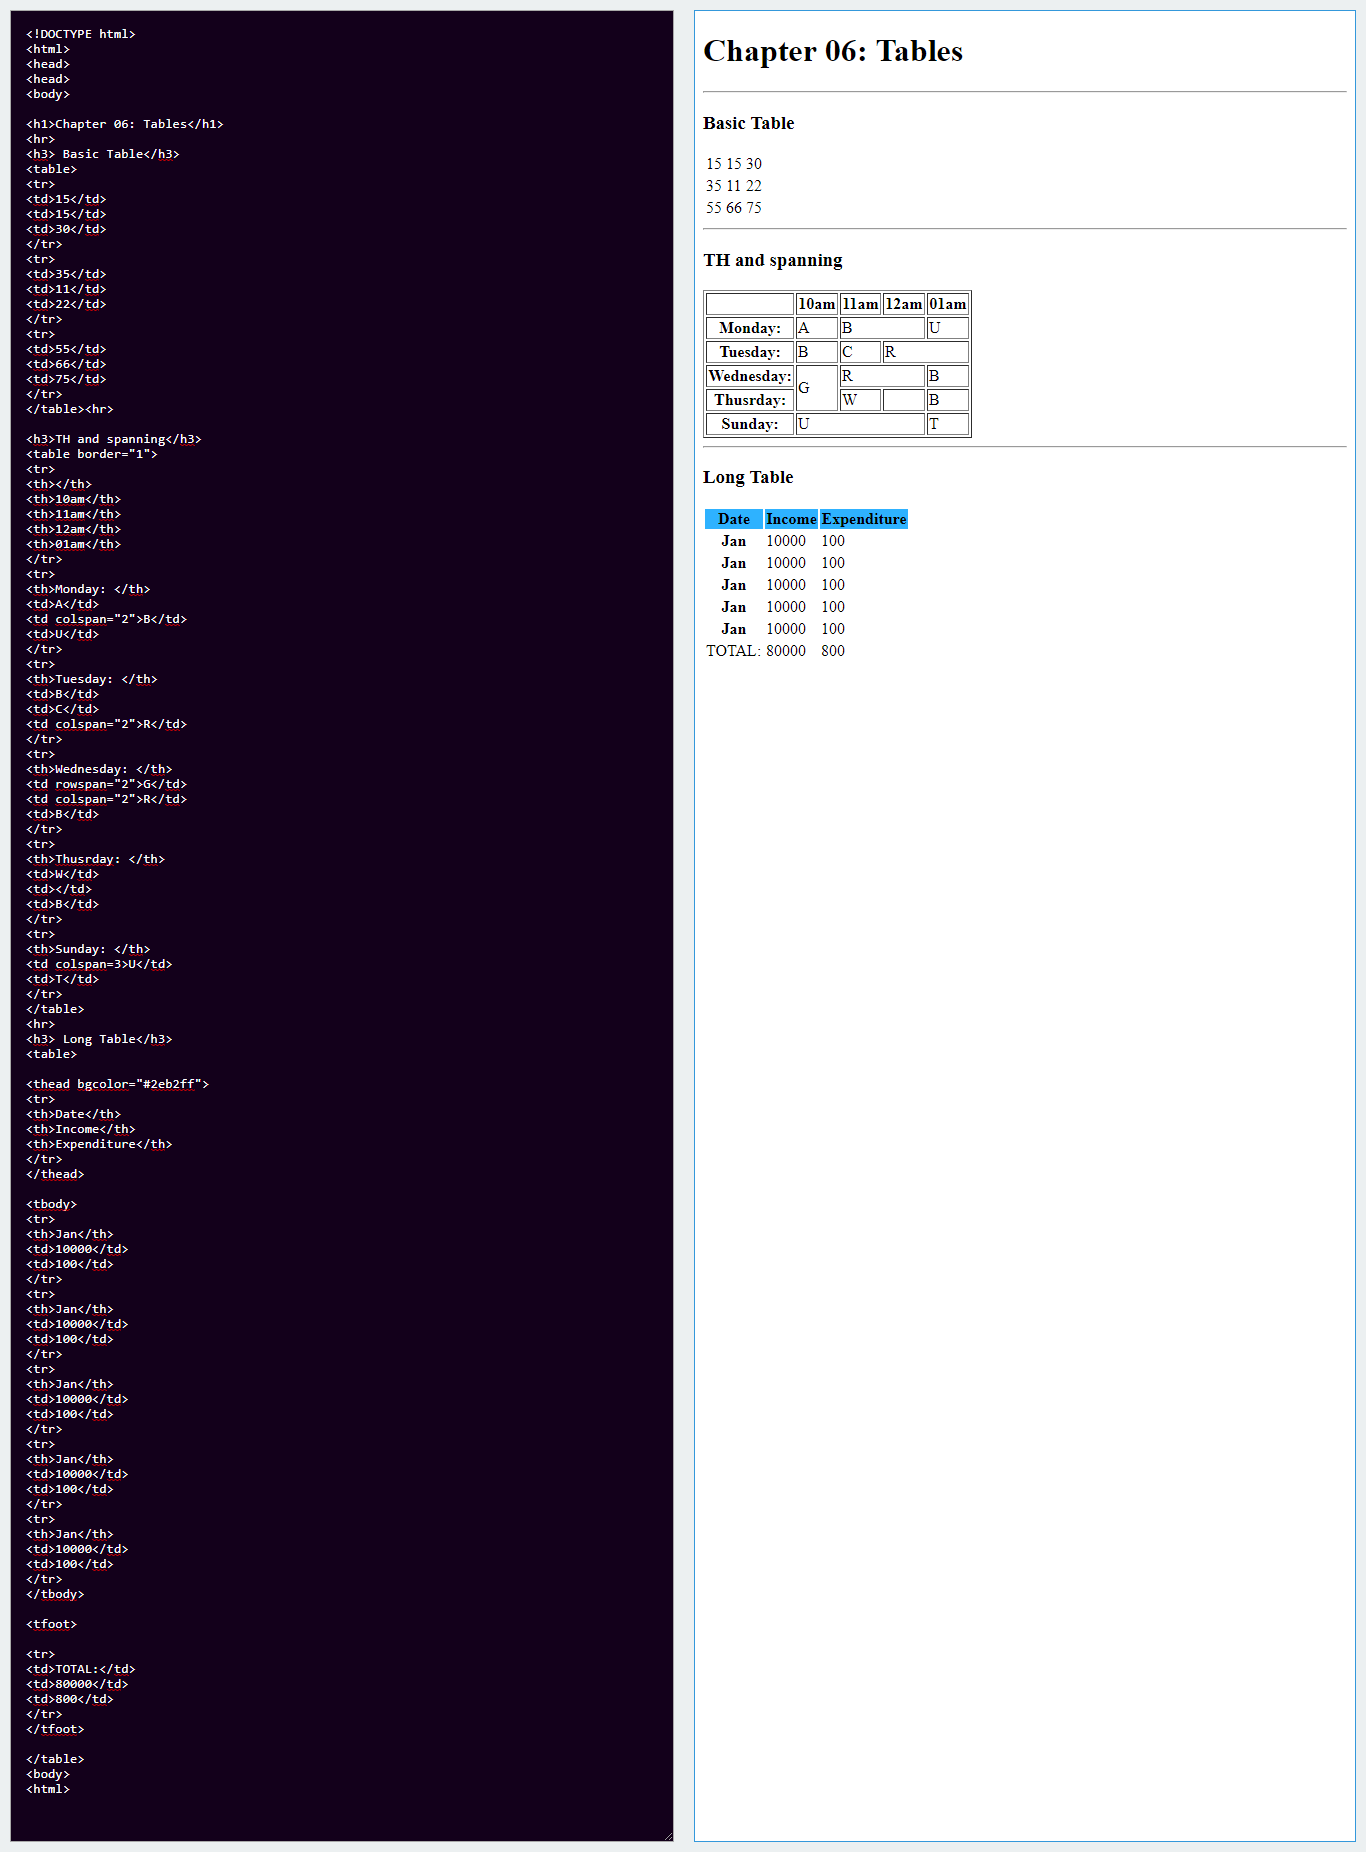 <!DOCTYPE html>
<html>
<head>
<head>
<body>
<h1>Chapter 06: Tables</h1>
<hr>
<h3> Basic Table</h3>
<table>
<tr>
<td>15</td>
<td>15</td>
<td>30</td>
</tr>
<tr>
<td>35</td>
<td>11</td>
<td>22</td>
</tr>
<tr>
<td>55</td>
<td>66</td>
<td>75</td>
</tr>
</table><hr>
<h3>TH and spanning</h3>
<table border="1">
<tr>
<th></th>
<th>10am</th>
<th>11am</th>
<th>12am</th>
<th>01am</th>
</tr>
<tr>
<th>Monday: </th>
<td>A</td>
<td colspan="2">B</td>
<td>U</td>
</tr>
<tr>
<th>Tuesday: </th>
<td>B</td>
<td>C</td>
<td colspan="2">R</td>
</tr>
<tr>
<th>Wednesday: </th>
<td rowspan="2">G</td>
<td colspan="2">R</td>
<td>B</td>
</tr>
<tr>
<th>Thusrday: </th>
<td>W</td>
<td></td>
<td>B</td>
</tr>
<tr>
<th>Sunday: </th>
<td colspan=3>U</td>
<td>T</td>
</tr>
</table>
<hr>
<h3> Long Table</h3>
<table>
<thead bgcolor="#2eb2ff">
<tr>
<th>Date</th>
<th>Income</th>
<th>Expenditure</th>
</tr>
</thead>
<tbody>
<tr>
<th>Jan</th>
<td>10000</td>
<td>100</td>
</tr>
<tr>
<th>Jan</th>
<td>10000</td>
<td>100</td>
</tr>
<tr>
<th>Jan</th>
<td>10000</td>
<td>100</td>
</tr>
<tr>
<th>Jan</th>
<td>10000</td>
<td>100</td>
</tr>
<tr>
<th>Jan</th>
<td>10000</td>
<td>100</td>
</tr>
</tbody>
<tfoot>
<tr>
<td>TOTAL:</td>
<td>80000</td>
<td>800</td>
</tr>
</tfoot>
</table>
<body>
<html>
Chapter 06: Tables
Basic Table
15 15 30
35 11 22
55 66 75
TH and spanning
10am 11am 12am 01am
Monday: A B U
Tuesday: B C R
Wednesday: G R B
Thusrday: W B
Sunday: U T
Long Table
Date Income Expenditure
Jan 10000 100
Jan 10000 100
Jan 10000 100
Jan 10000 100
Jan 10000 100
TOTAL: 80000 800